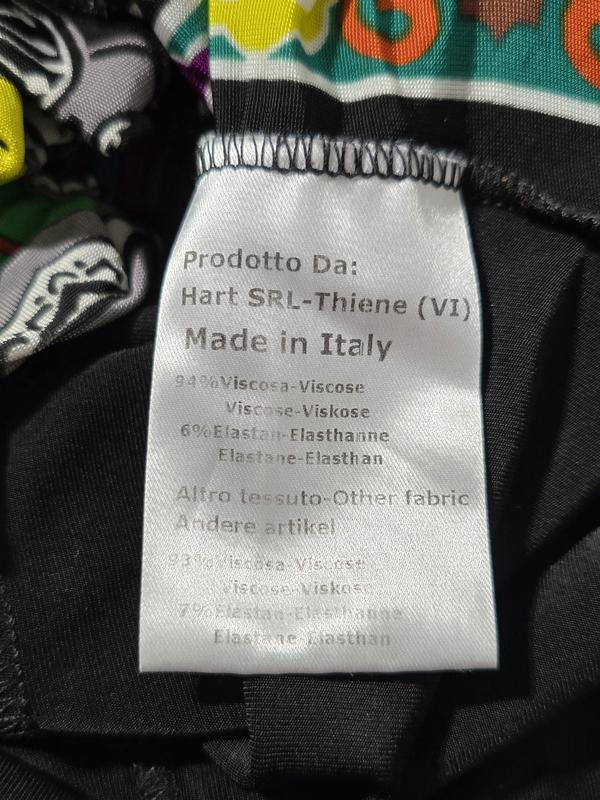 Prodotto Da:
Hart SRL-Thiene (VI)
Made in Italy
94%Viscosa-Viscose
Viscose-Viskose
6%Elastan-Elasthanne
Elastane-Elasthan
Altro tessuto-Other fabric
Andere artikel
93%Viscosa-Viscose
Viscose-Viskose
7%Elastan-Elasthanne
Elastane-Elasthan